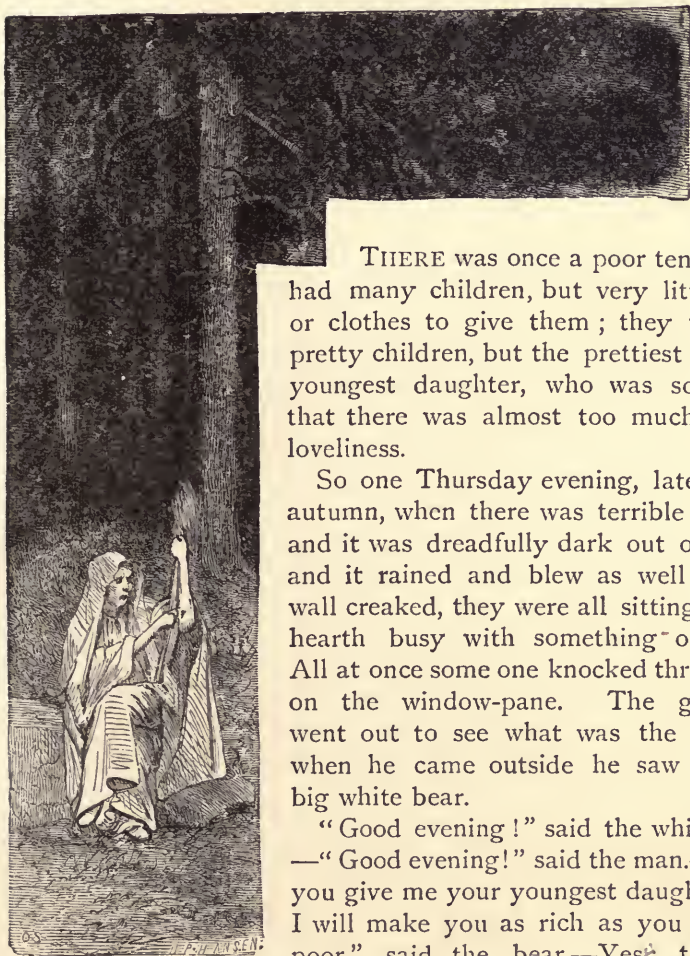 THERE was once a poor ten
had many children, but very lit
or clothes to give them ; they
pretty children, but the prettiest
youngest daughter, who was so
that there was almost too much
loveliness.
So one Thursday evening, late
autumn, when there was terrible
and it was dreadfully dark out o
and it rained and blew as well
wall creaked, they were all sitting
hearth busy with something o
All at once some one knocked thr
on the window-pane. The g
went out to see what was the
when he came outside he saw
big white bear.
“ Good evening ! ” said the whi
—“ Good evening! ” said the man.
you give me your youngest daugh
I will make you as rich as you
poor,” said the bear.—Yes, t
HANSEN